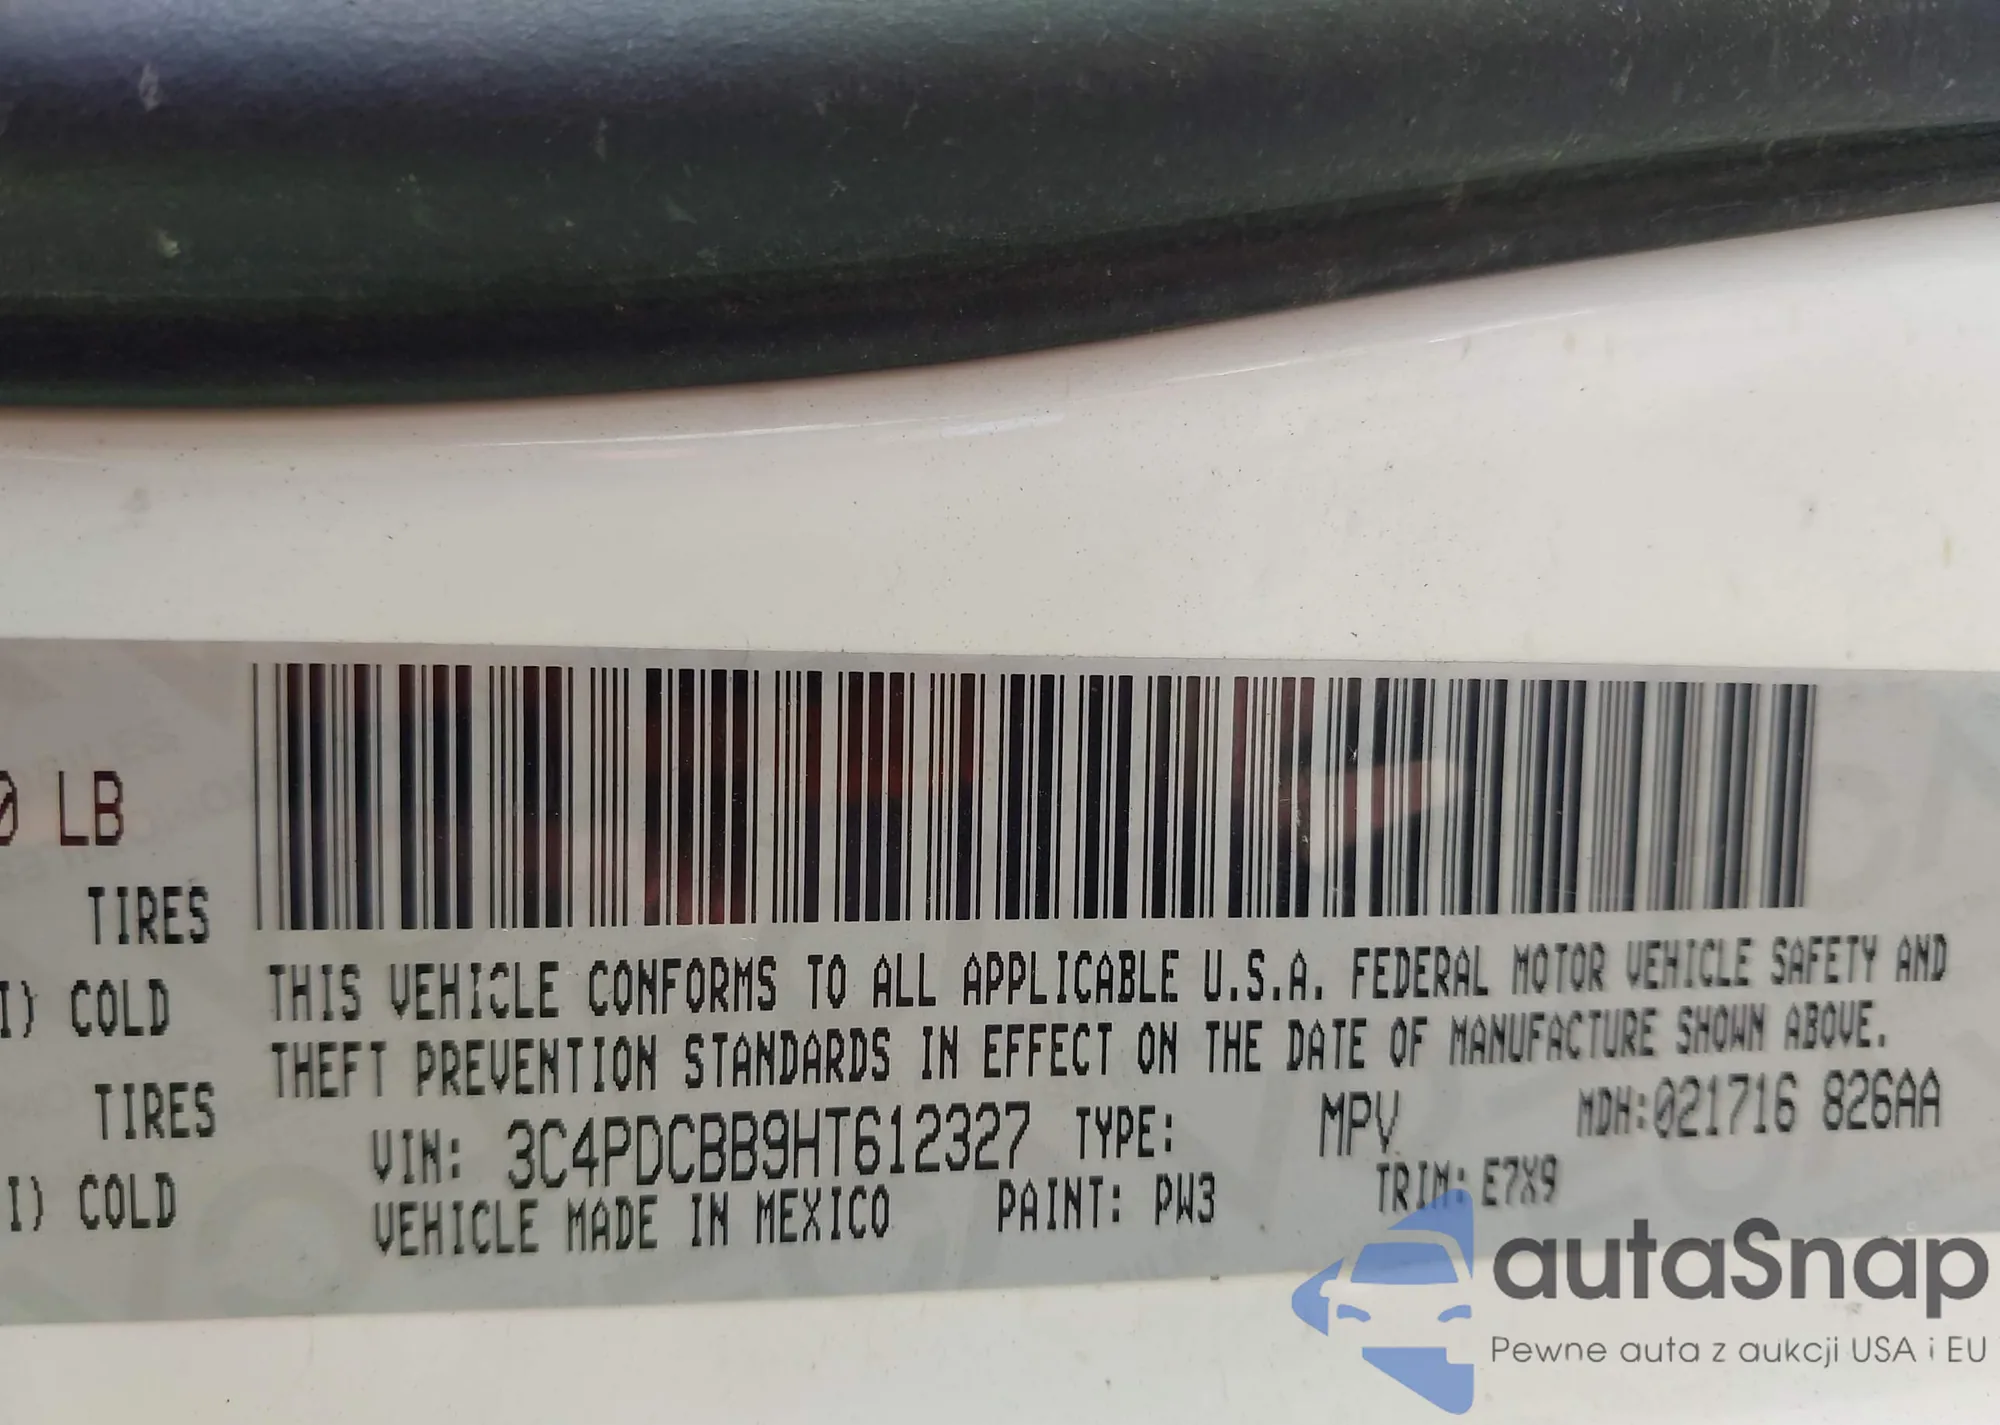 0 LB
TIRES
I) COLD
TIRES
I) COLD
THIS VEHICLE CONFORMS TO ALL APPLICABLE U.S.A. FEDERAL MOTOR VEHICLE SAFETY AND
THEFT PREVENTION STANDARDS IN EFFECT ON THE DATE OF MANUFACTURE SHOWN ABOVE.
VIN: 3C4PDCBB9HT612327 TYPE: MPV MDH:021716 826AA
VEHICLE MADE IN MEXICO PAINT: PW3 TRIM: E7X9
autaSnap
Pewne auta z aukcji USA i EU